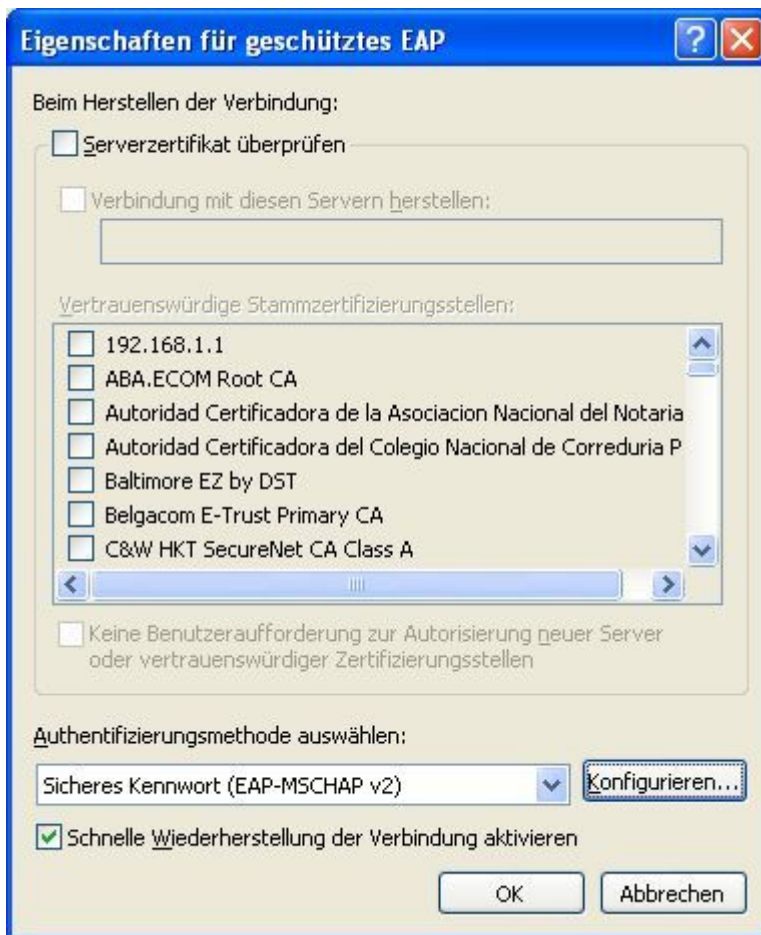 Eigenschaften für geschütztes EAP
Beim Herstellen der Verbindung:
Serverzertifikat überprüfen
Verbindung mit diesen Servern herstellen:
Vertrauenswürdige Stammzertifizierungsstellen:
192.168.1.1
ABA.ECOM Root CA
Autoridad Certificadora de la Asociacion Nacional del Notaria
Autoridad Certificadora del Colegio Nacional de Correduria P
Baltimore EZ by DST
Belgacom E-Trust Primary CA
C&W HKT SecureNet CA Class A
Keine Benutzeraufforderung zur Autorisierung neuer Server
oder vertrauenswürdiger Zertifizierungsstellen
Authentifizierungsmethode auswählen:
Sicheres Kennwort (EAP-MSCHAP v2)
Konfigurieren...
Schnelle Wiederherstellung der Verbindung aktivieren
OK
Abbrechen